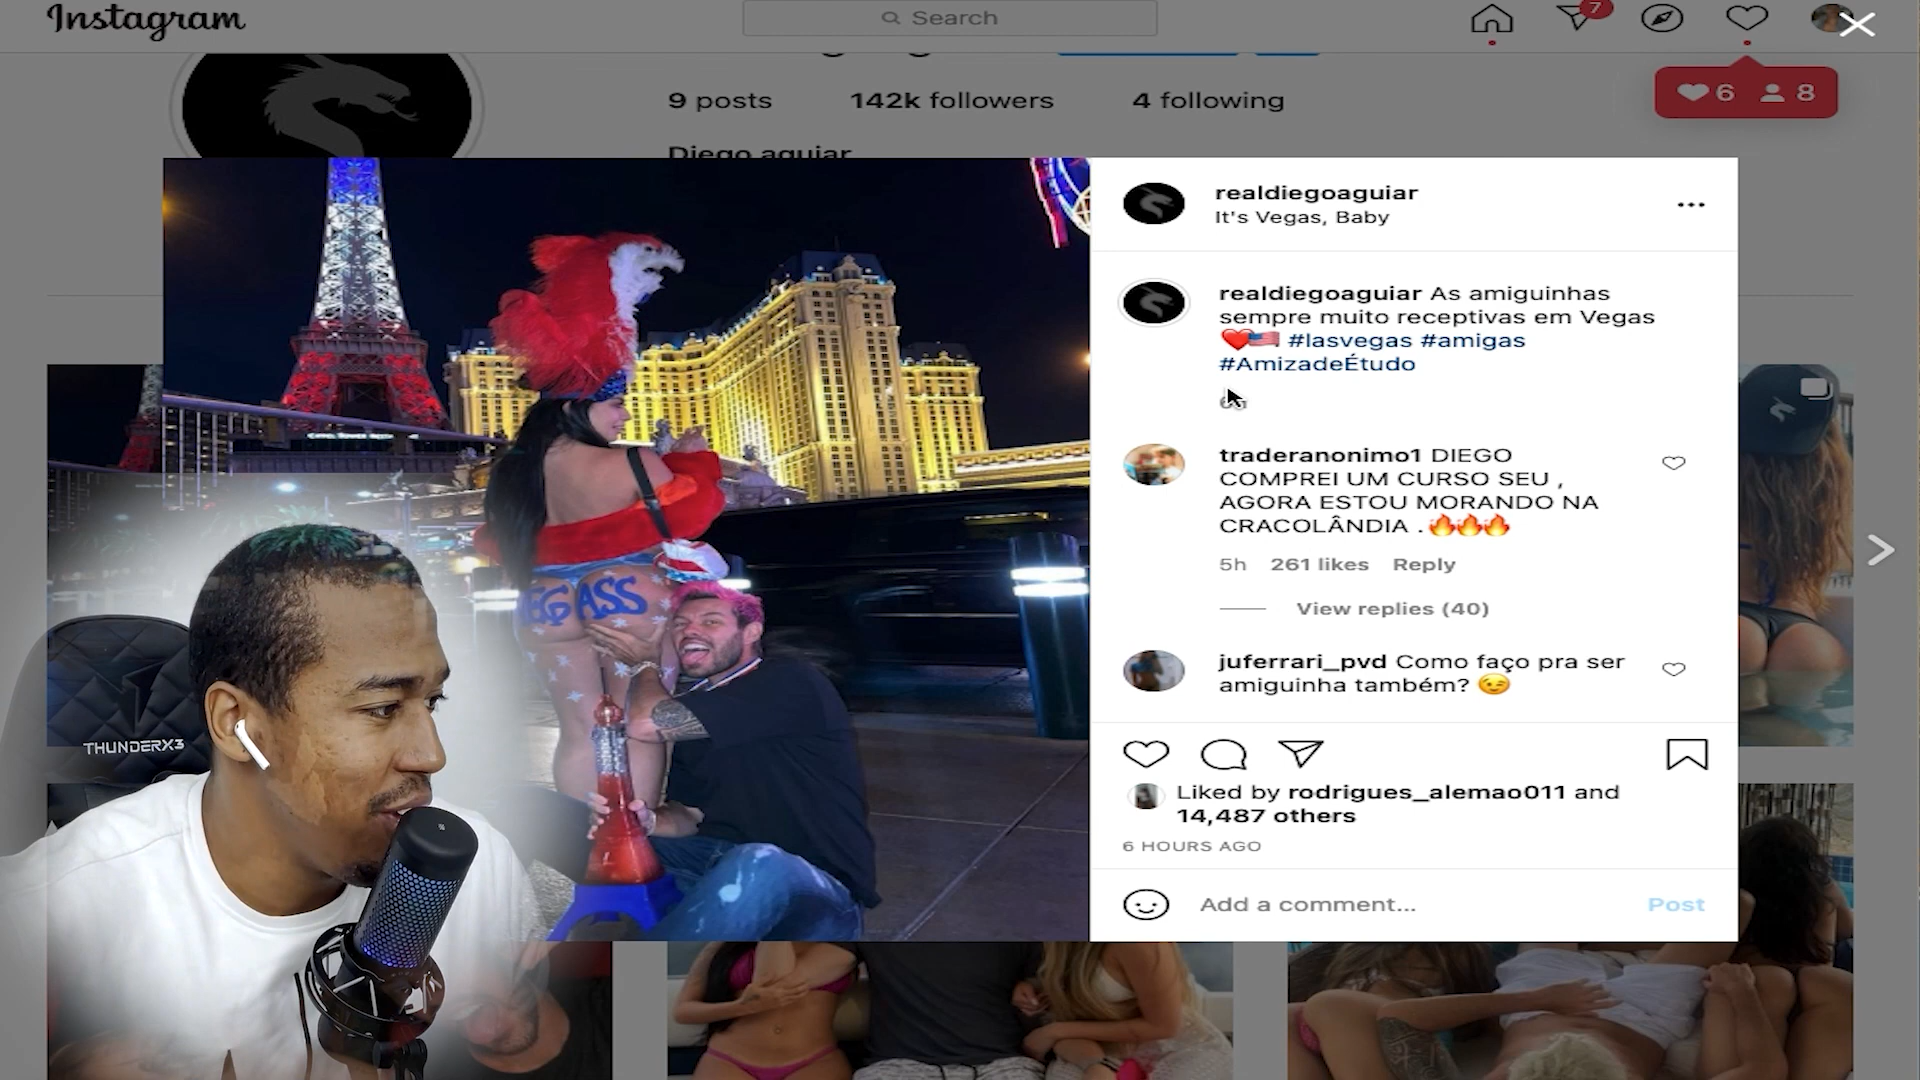 Instagram
Search
7
9 posts
142k followers
4 following
6
8
Diego aguiar
realdiegoaguiar
It's Vegas, Baby
realdiegoaguiar As amiguinhas
sempre muito receptivas em Vegas
❤️🇺🇸 #lasvegas #amigas
#AmizadeÉtudo
traderanonimo1 DIEGO
COMPREI UM CURSO SEU ,
AGORA ESTOU MORANDO NA
CRACOLÂNDIA . 🔥🔥🔥
5h 261 likes Reply
View replies (40)
juferrari_pvd Como faço pra ser
amiguinha também? 😉
Liked by rodrigues_alemao011 and
14,487 others
6 HOURS AGO
Add a comment...
Post
EGASS
THUNDERX3